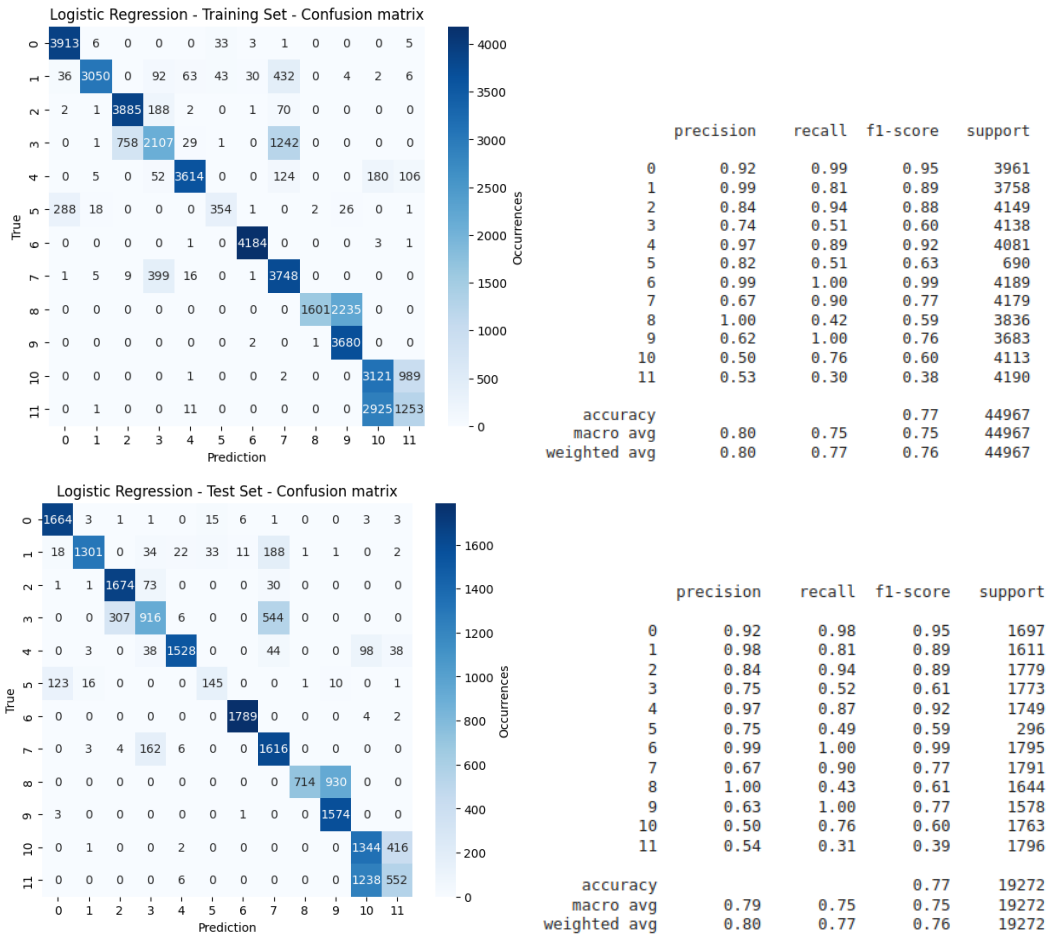 Logistic Regression - Training Set - Confusion matrix
0 3913 6 0 0 0 33 3 1 0 0 0 5
1 36 3050 0 92 63 43 30 432 0 4 2 6
2 2 1 3885 188 2 0 1 70 0 0 0 0
3 0 1 758 2107 29 1 0 1242 0 0 0 0
4 0 5 0 52 3614 0 0 124 0 0 180 106
5 288 18 0 0 0 354 1 0 2 26 0 1
6 0 0 0 0 1 0 4184 0 0 0 3 1
7 1 5 9 399 16 0 1 3748 0 0 0 0
8 0 0 0 0 0 0 0 0 1601 2235 0 0
9 0 0 0 0 0 0 2 0 1 3680 0 0
10 0 0 0 0 1 0 0 2 0 0 3121 989
11 0 1 0 0 11 0 0 0 0 0 2925 1253
0 1 2 3 4 5 6 7 8 9 10 11
Prediction
True
4000
3500
3000
2500
2000
1500
1000
500
0
Occurrences
precision recall f1-score support
0 0.92 0.99 0.95 3961
1 0.99 0.81 0.89 3758
2 0.84 0.94 0.88 4149
3 0.74 0.51 0.60 4138
4 0.97 0.89 0.92 4081
5 0.82 0.51 0.63 690
6 0.99 1.00 0.99 4189
7 0.67 0.90 0.77 4179
8 1.00 0.42 0.59 3836
9 0.62 1.00 0.76 3683
10 0.50 0.76 0.60 4113
11 0.53 0.30 0.38 4190
accuracy 0.77 44967
macro avg 0.80 0.75 0.75 44967
weighted avg 0.80 0.77 0.76 44967
Logistic Regression - Test Set - Confusion matrix
0 1664 3 1 1 0 15 6 1 0 0 3 3
1 18 1301 0 34 22 33 11 188 1 1 0 2
2 1 1 1674 73 0 0 0 30 0 0 0 0
3 0 0 307 916 6 0 0 544 0 0 0 0
4 0 3 0 38 1528 0 0 44 0 0 98 38
5 123 16 0 0 0 145 0 0 1 10 0 1
6 0 0 0 0 0 0 1789 0 0 0 4 2
7 0 3 4 162 6 0 0 1616 0 0 0 0
8 0 0 0 0 0 0 0 0 714 930 0 0
9 3 0 0 0 0 0 1 0 0 1574 0 0
10 0 1 0 0 2 0 0 0 0 0 1344 416
11 0 0 0 0 6 0 0 0 0 0 1238 552
0 1 2 3 4 5 6 7 8 9 10 11
Prediction
True
1600
1400
1200
1000
800
600
400
200
0
Occurrences
precision recall f1-score support
0 0.92 0.98 0.95 1697
1 0.98 0.81 0.89 1611
2 0.84 0.94 0.89 1779
3 0.75 0.52 0.61 1773
4 0.97 0.87 0.92 1749
5 0.75 0.49 0.59 296
6 0.99 1.00 0.99 1795
7 0.67 0.90 0.77 1791
8 1.00 0.43 0.61 1644
9 0.63 1.00 0.77 1578
10 0.50 0.76 0.60 1763
11 0.54 0.31 0.39 1796
accuracy 0.77 19272
macro avg 0.79 0.75 0.75 19272
weighted avg 0.80 0.77 0.76 19272